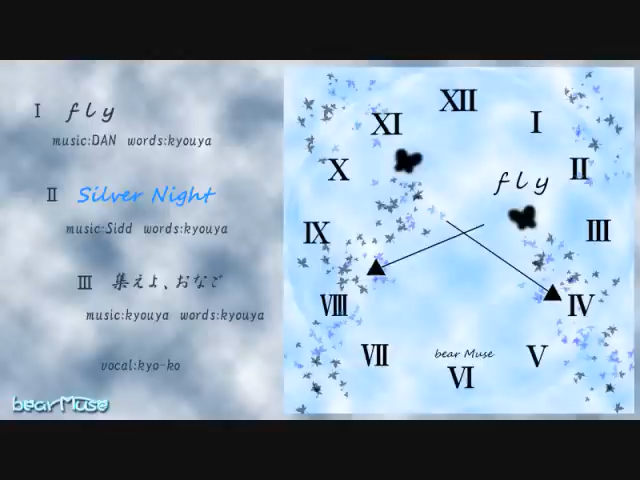 I fly
music:DAN words:kyouya
II Silver Night
music:Sidd words:kyouya
III 集えよ、おなご
music:kyouya words:kyouya
vocal:kyo-ko
bearMuse
XII
I
II
III
IV
V
VI
VII
VIII
IX
X
XI
fly
bear Muse